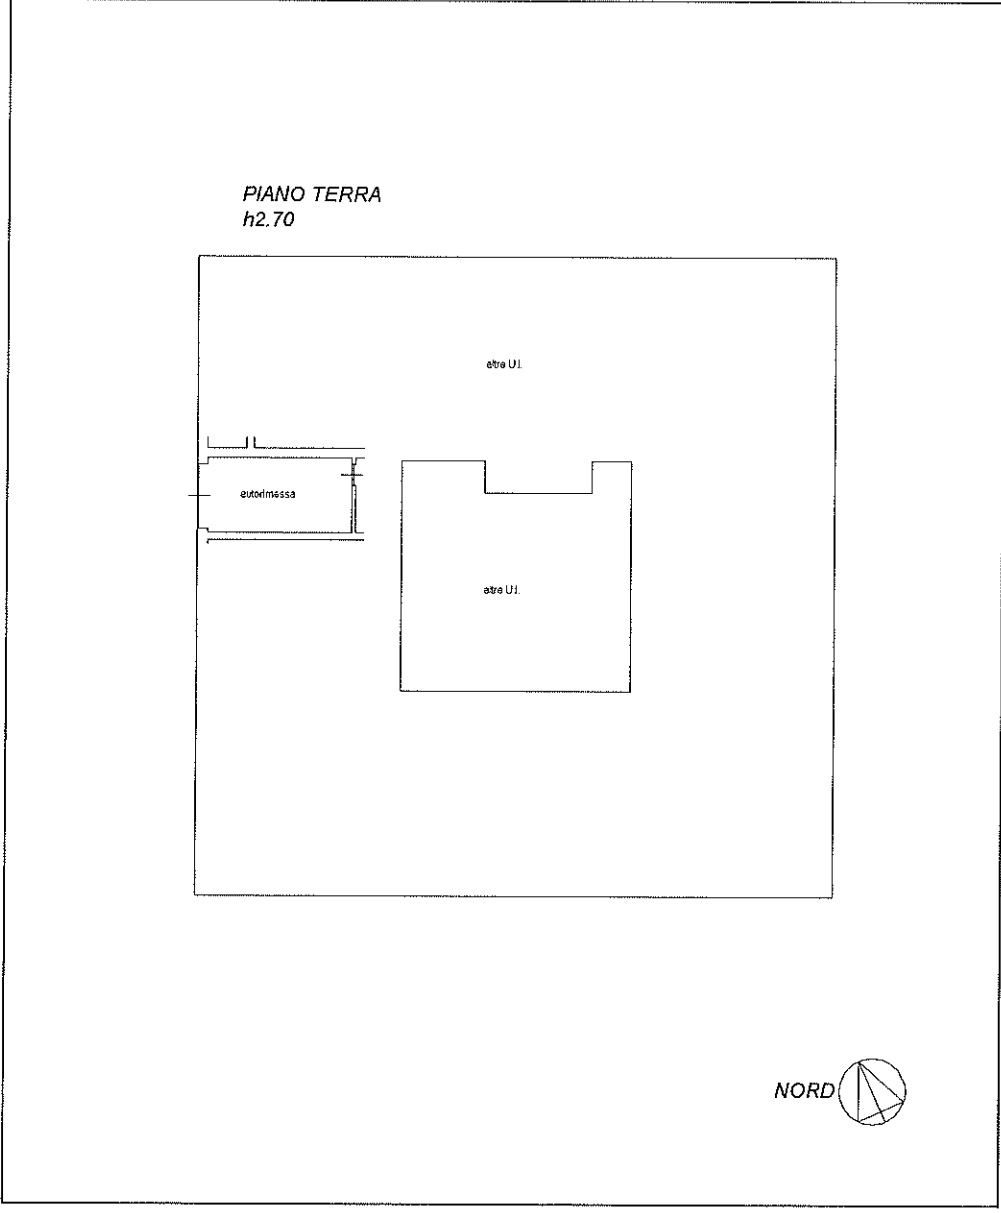 PIANO TERRA
h2.70
altre U.I.
autorimessa
altre U.I.
NORD